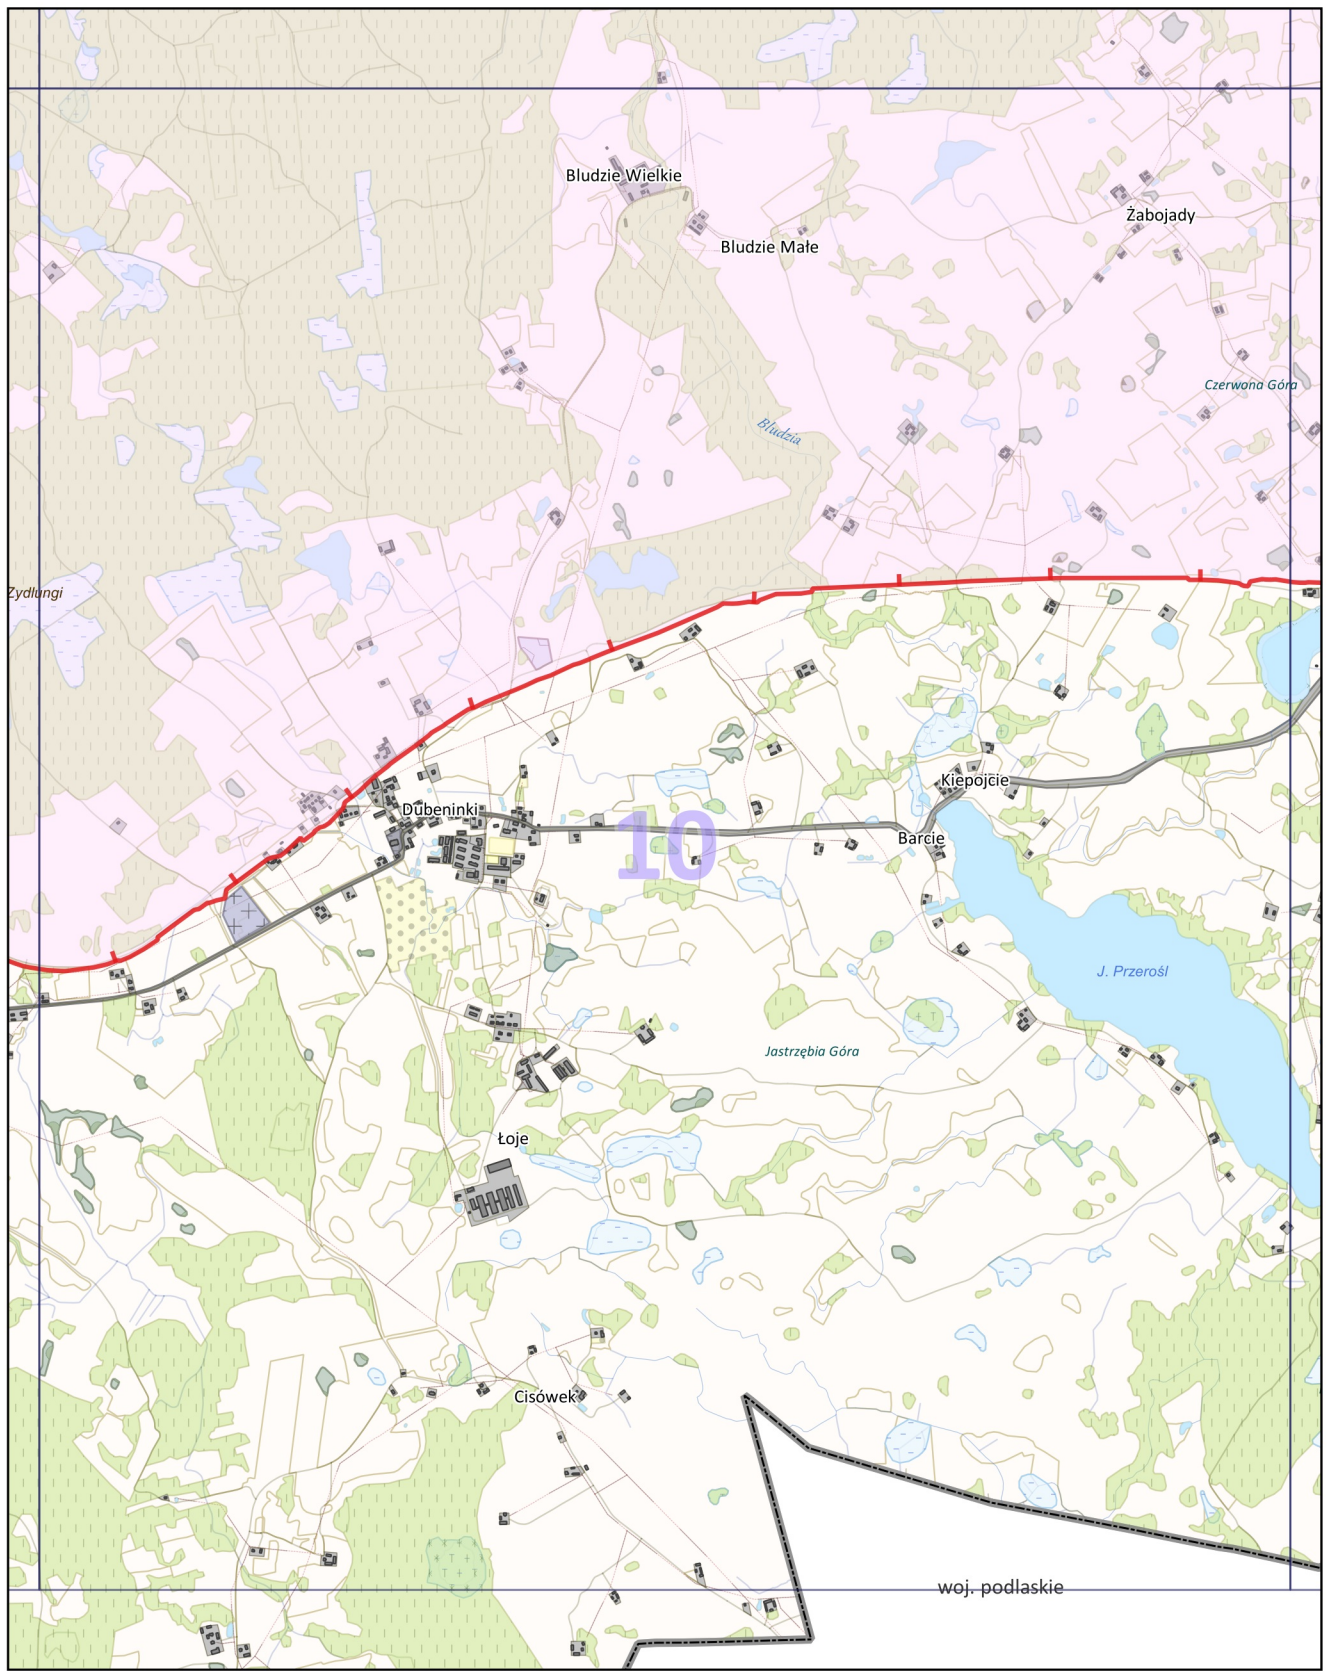 Bludzie Wielkie
Żabojady
Bludzie Małe
Czerwona Góra
Bludzia
Zydlungi
Kiepojcie
Dubeninki
Barcie
10
J. Przerośl
Jastrzębia Góra
Łoje
Cisówek
woj. podlaskie